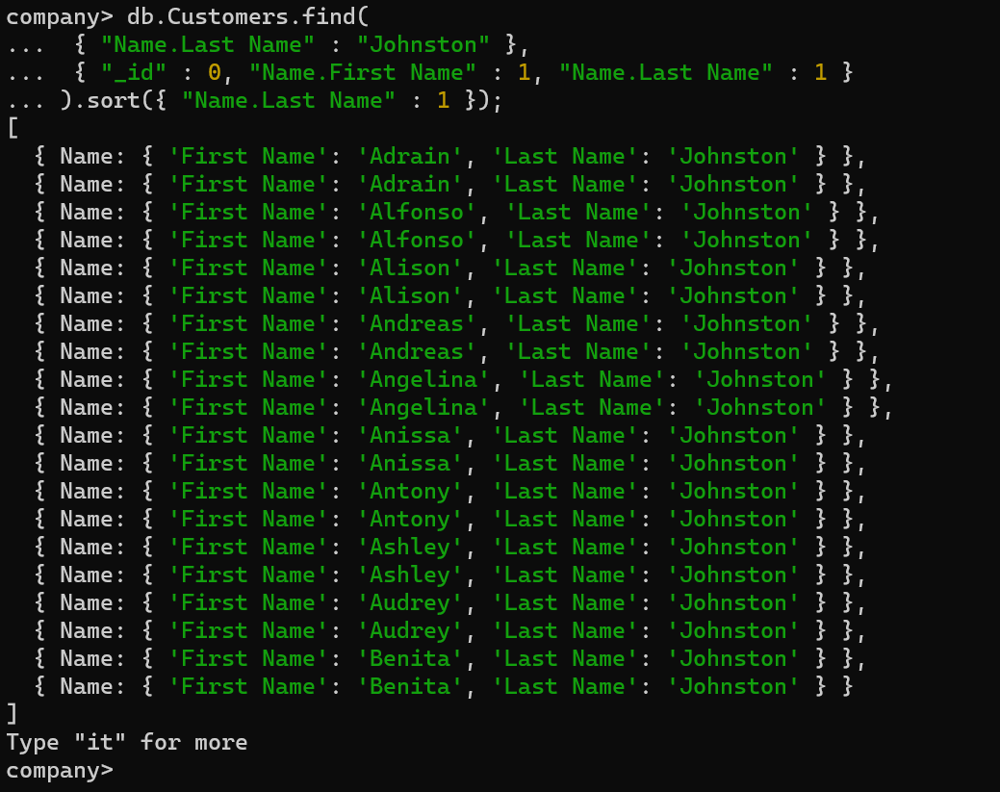 company> db.Customers.find(
...  { "Name.Last Name" : "Johnston" },
...  { "_id" : 0, "Name.First Name" : 1, "Name.Last Name" : 1 }
... ).sort({ "Name.Last Name" : 1 });
[
  { Name: { 'First Name': 'Adrain', 'Last Name': 'Johnston' } },
  { Name: { 'First Name': 'Adrain', 'Last Name': 'Johnston' } },
  { Name: { 'First Name': 'Alfonso', 'Last Name': 'Johnston' } },
  { Name: { 'First Name': 'Alfonso', 'Last Name': 'Johnston' } },
  { Name: { 'First Name': 'Alison', 'Last Name': 'Johnston' } },
  { Name: { 'First Name': 'Alison', 'Last Name': 'Johnston' } },
  { Name: { 'First Name': 'Andreas', 'Last Name': 'Johnston' } },
  { Name: { 'First Name': 'Andreas', 'Last Name': 'Johnston' } },
  { Name: { 'First Name': 'Angelina', 'Last Name': 'Johnston' } },
  { Name: { 'First Name': 'Angelina', 'Last Name': 'Johnston' } },
  { Name: { 'First Name': 'Anissa', 'Last Name': 'Johnston' } },
  { Name: { 'First Name': 'Anissa', 'Last Name': 'Johnston' } },
  { Name: { 'First Name': 'Antony', 'Last Name': 'Johnston' } },
  { Name: { 'First Name': 'Antony', 'Last Name': 'Johnston' } },
  { Name: { 'First Name': 'Ashley', 'Last Name': 'Johnston' } },
  { Name: { 'First Name': 'Ashley', 'Last Name': 'Johnston' } },
  { Name: { 'First Name': 'Audrey', 'Last Name': 'Johnston' } },
  { Name: { 'First Name': 'Audrey', 'Last Name': 'Johnston' } },
  { Name: { 'First Name': 'Benita', 'Last Name': 'Johnston' } },
  { Name: { 'First Name': 'Benita', 'Last Name': 'Johnston' } }
]
Type "it" for more
company>